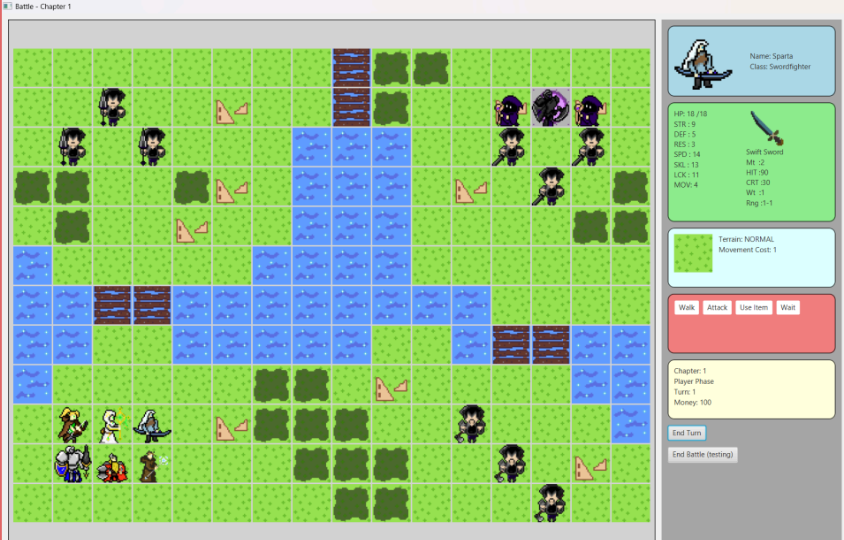 Battle - Chapter 1
Name: Sparta
Class: Swordfighter
HP: 18 /18
STR : 9
DEF : 5
RES : 3
SPD : 14
SKL : 13
LCK : 11
MOV: 4
Swift Sword
Mt :2
HIT :90
CRT :30
Wt :1
Rng :1-1
Terrain: NORMAL
Movement Cost: 1
Walk
Attack
Use Item
Wait
Chapter: 1
Player Phase
Turn: 1
Money: 100
End Turn
End Battle (testing)